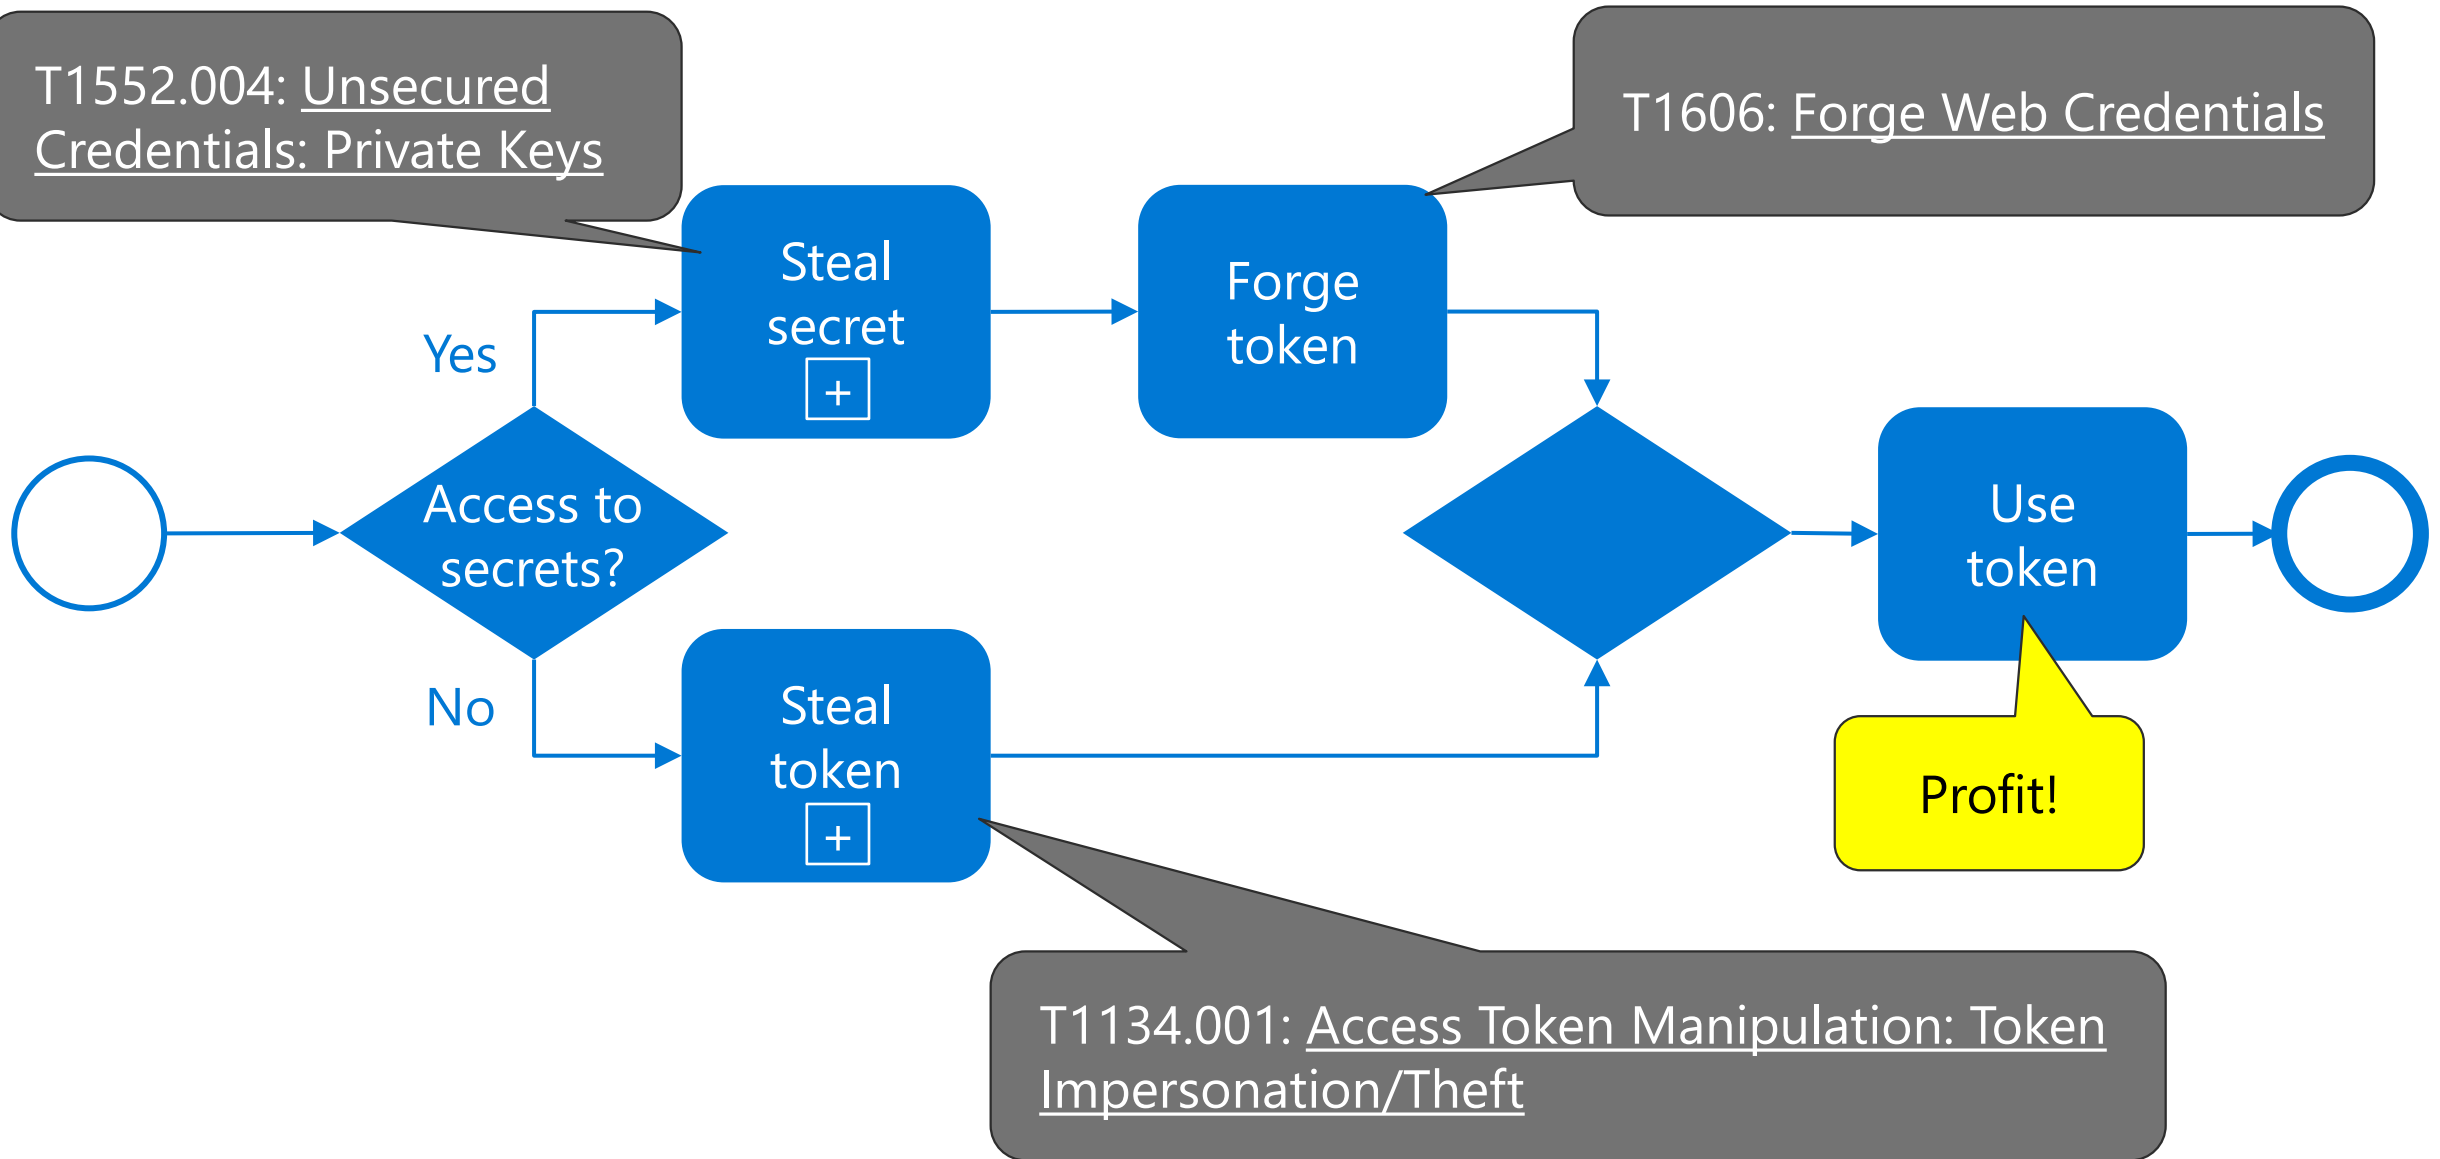 T1552.004: Unsecured
Credentials: Private Keys
T1606: Forge Web Credentials
Steal
secret
+
Forge
token
Yes
Access to
secrets?
Use
token
No
Steal
token
+
Profit!
T1134.001: Access Token Manipulation: Token
Impersonation/Theft